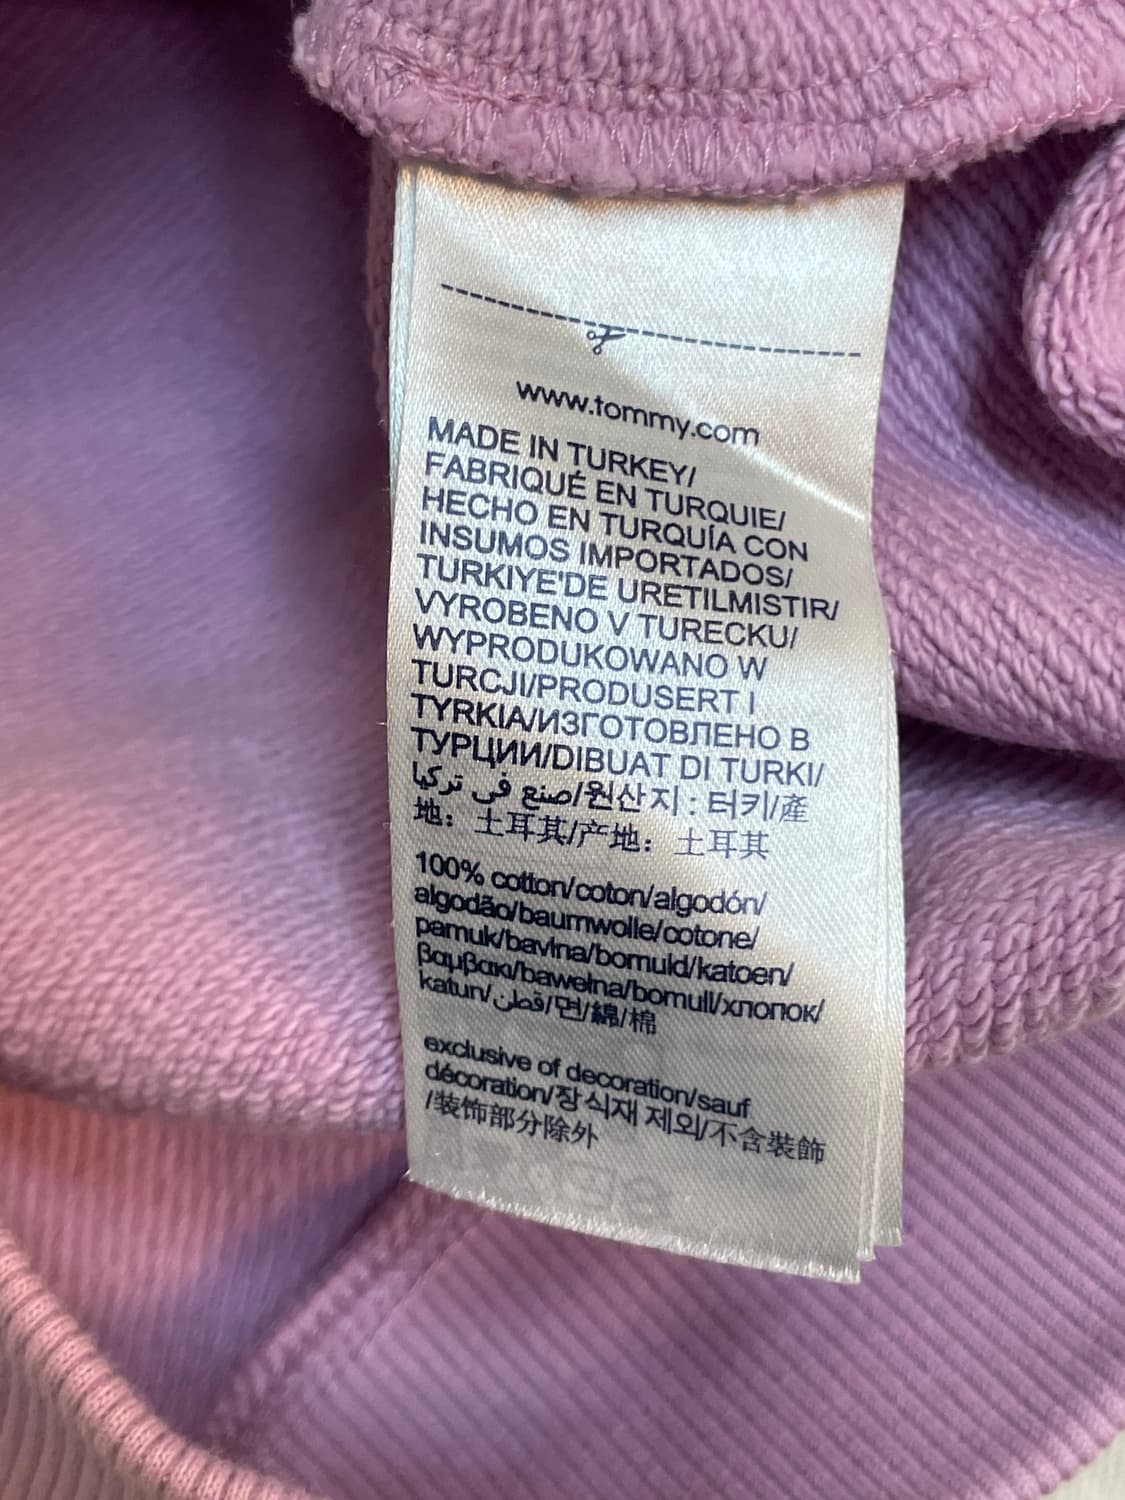 www.tommy.com
MADE IN TURKEY/
FABRIQUÉ EN TURQUIE/
HECHO EN TURQUÍA CON
INSUMOS IMPORTADOS/
TURKIYE'DE URETILMISTIR/
VYROBENO V TURECKU/
WYPRODUKOWANO W
TURCJI/PRODUSERT I
TYRKIA/ИЗГОТОВЛЕНО В
ТУРЦИИ/DIBUAT DI TURKI/
صنع في تركيا/원산지 : 터키/產
地：土耳其/产地：土耳其
100% cotton/coton/algodón/
algodão/baumwolle/cotone/
pamuk/bavlna/bomuld/katoen/
βαμβακι/bawełna/bomull/хлопок/
katun/قطن/면/綿/棉
exclusive of decoration/sauf
décoration/장식재 제외/不含裝飾
/装饰部分除外